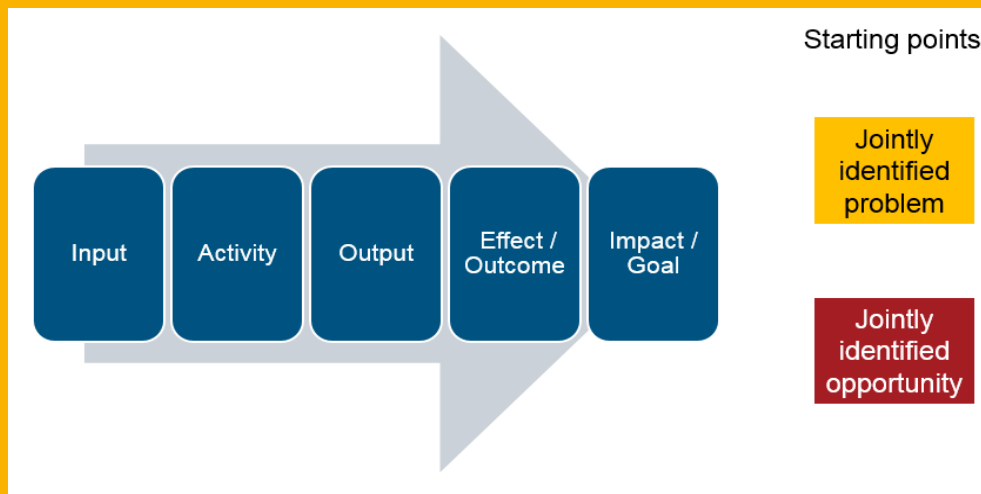 Starting points
Input
Activity
Output
Effect /
Outcome
Impact /
Goal
Jointly
identified
problem
Jointly
identified
opportunity